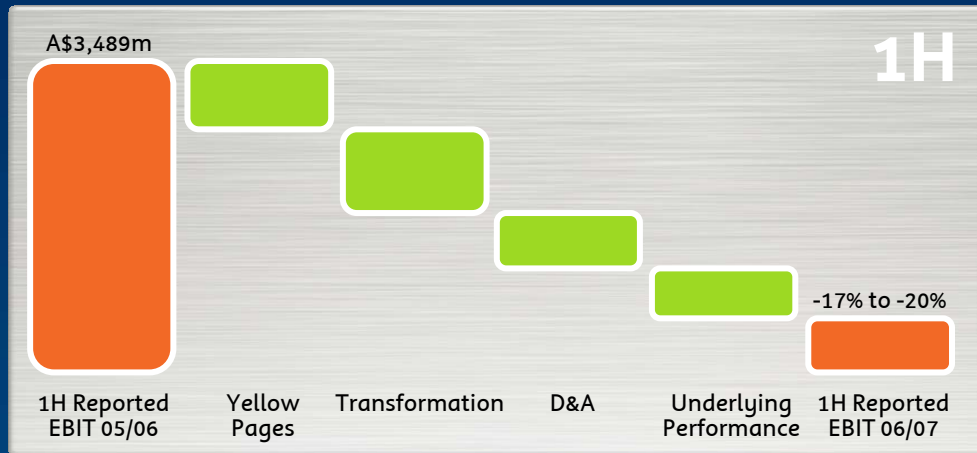 A$3,489m
1H
-17% to -20%
1H Reported
EBIT 05/06
Yellow
Pages
Transformation
D&A
Underlying
Performance
1H Reported
EBIT 06/07